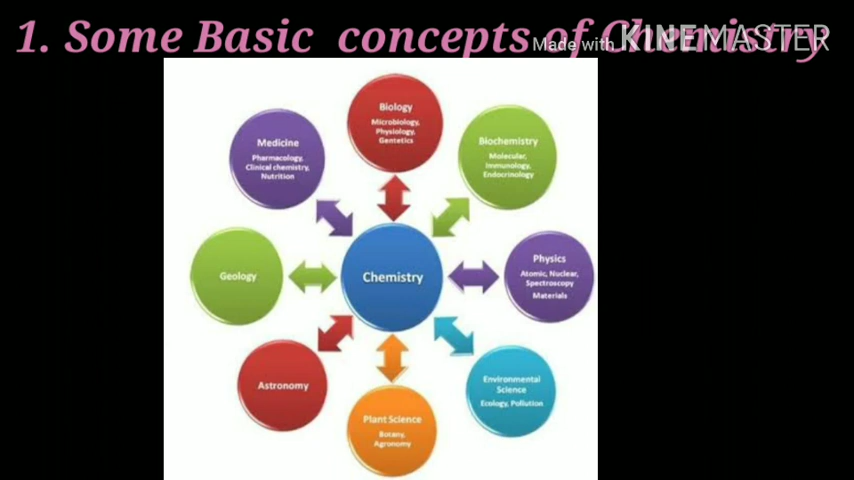 1. Some Basic concepts of Chemistry
Made with KINEMASTER
Biology
Microbiology,
Physiology,
Gentetics
Medicine
Pharmacology,
Clinical chemistry,
Nutrition
Biochemistry
Molecular,
Immunology,
Endocrinology
Geology
Chemistry
Physics
Atomic, Nuclear,
Spectroscopy
Materials
Astronomy
Environmental
Science
Ecology, Pollution
Plant Science
Botany,
Agronomy